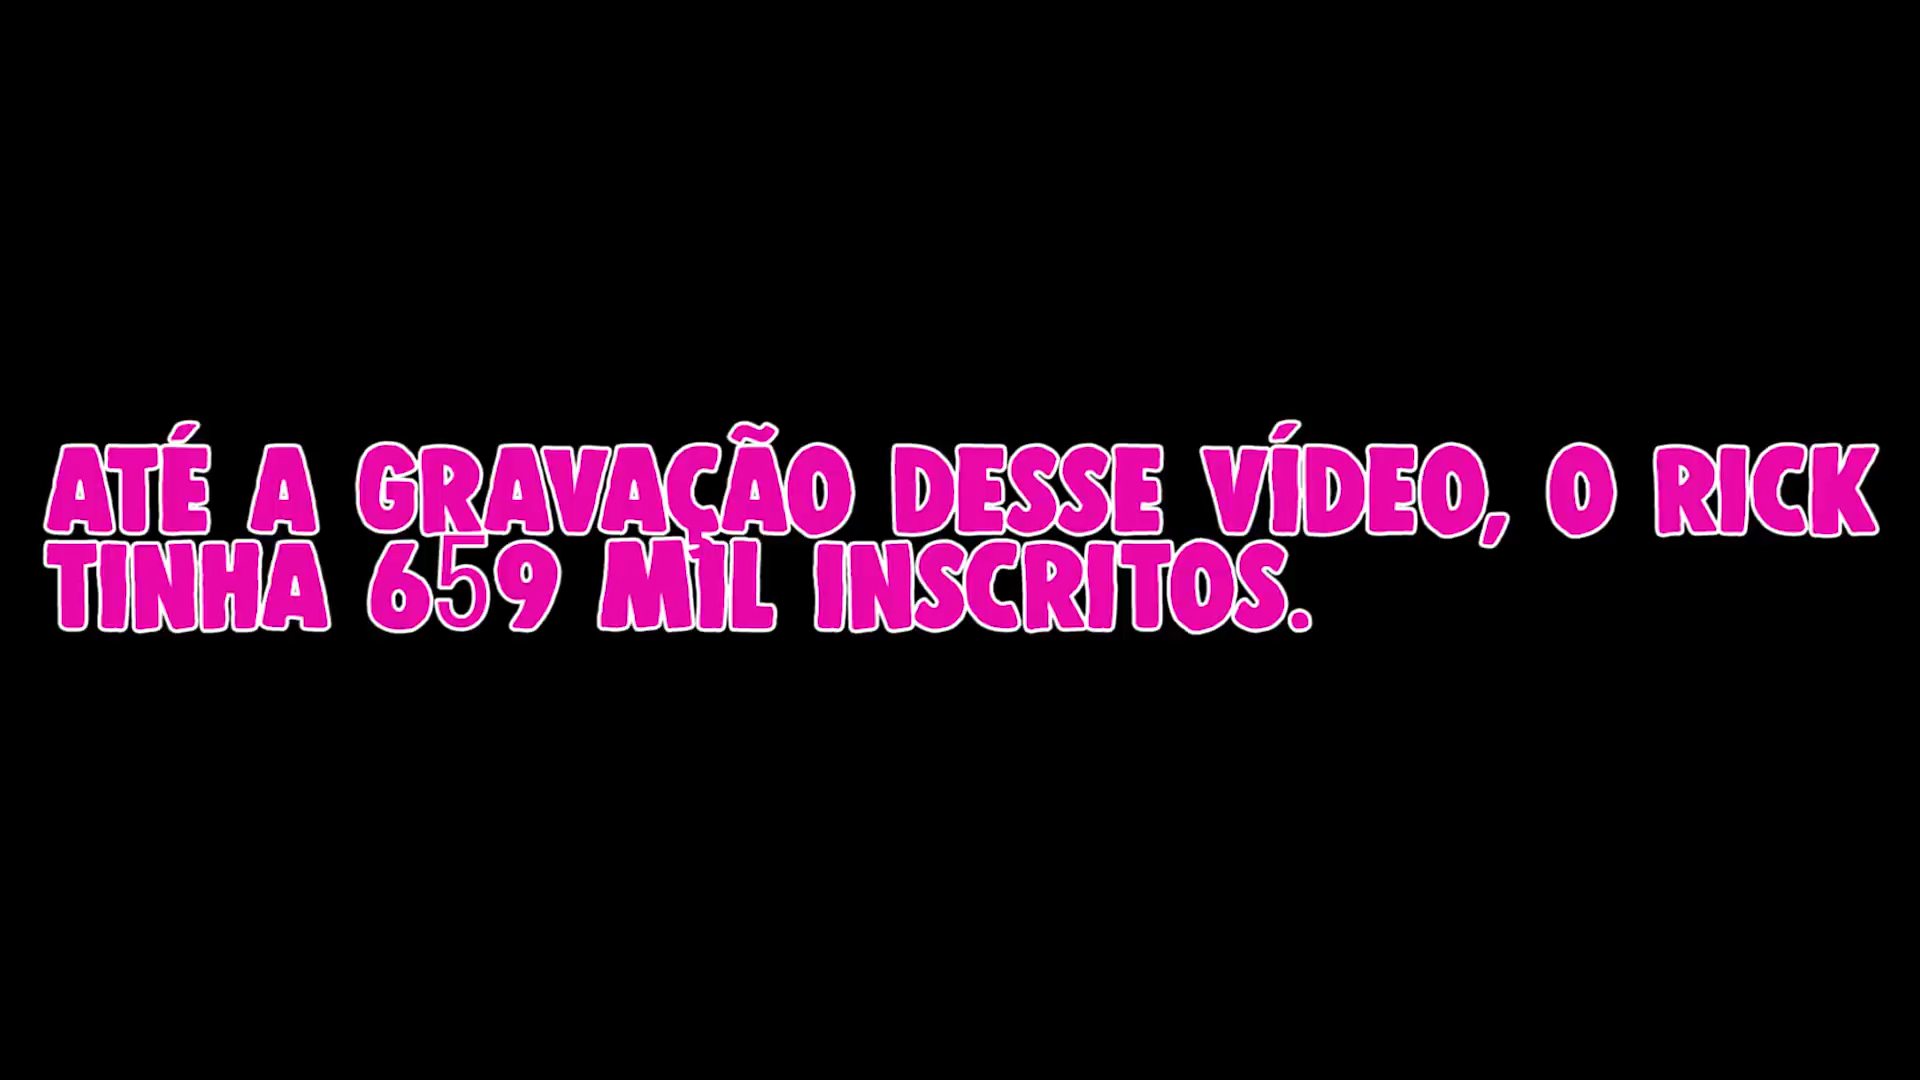 ATÉ A GRAVAÇÃO DESSE VÍDEO, O RICK
TINHA 659 MIL INSCRITOS.